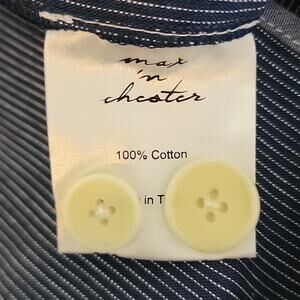 max
'n
chester
100% Cotton
in T